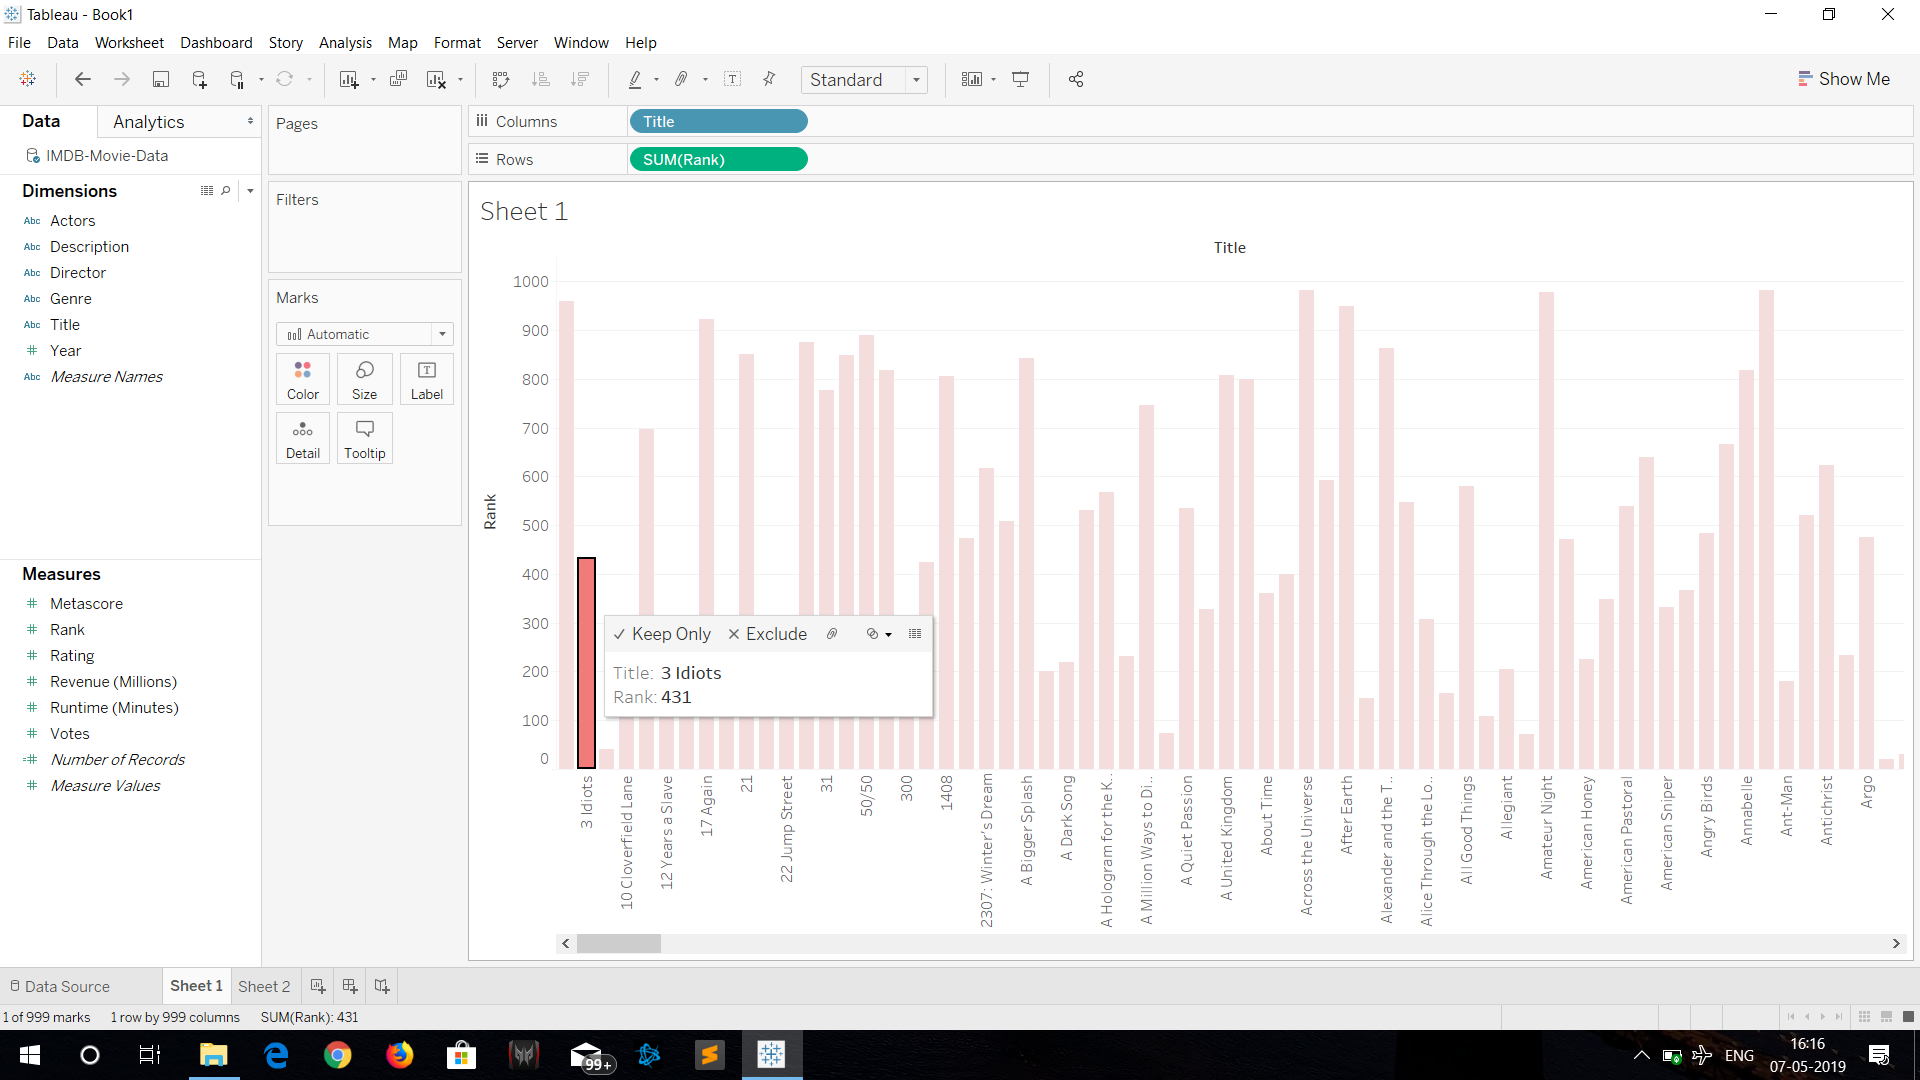 Tableau - Book1
File Data Worksheet Dashboard Story Analysis Map Format Server Window Help
Standard
Show Me
Data Analytics
IMDB-Movie-Data
Dimensions
Abc Actors
Abc Description
Abc Director
Abc Genre
Abc Title
# Year
Abc Measure Names
Measures
# Metascore
# Rank
# Rating
# Revenue (Millions)
# Runtime (Minutes)
# Votes
=# Number of Records
# Measure Values
Pages
Filters
Marks
Automatic
Color Size Label
Detail Tooltip
Columns Title
Rows SUM(Rank)
Sheet 1
Title
Rank
1000
900
800
700
600
500
400
300
200
100
0
Keep Only Exclude
Title: 3 Idiots
Rank: 431
3 Idiots
10 Cloverfield Lane
12 Years a Slave
17 Again
21
22 Jump Street
31
50/50
300
1408
2307: Winter's Dream
A Bigger Splash
A Dark Song
A Hologram for the K..
A Million Ways to Di..
A Quiet Passion
A United Kingdom
About Time
Across the Universe
After Earth
Alexander and the T..
Alice Through the Lo..
All Good Things
Allegiant
Amateur Night
American Honey
American Pastoral
American Sniper
Angry Birds
Annabelle
Ant-Man
Antichrist
Argo
Data Source Sheet 1 Sheet 2
1 of 999 marks 1 row by 999 columns SUM(Rank): 431
99+
ENG
16:16
07-05-2019